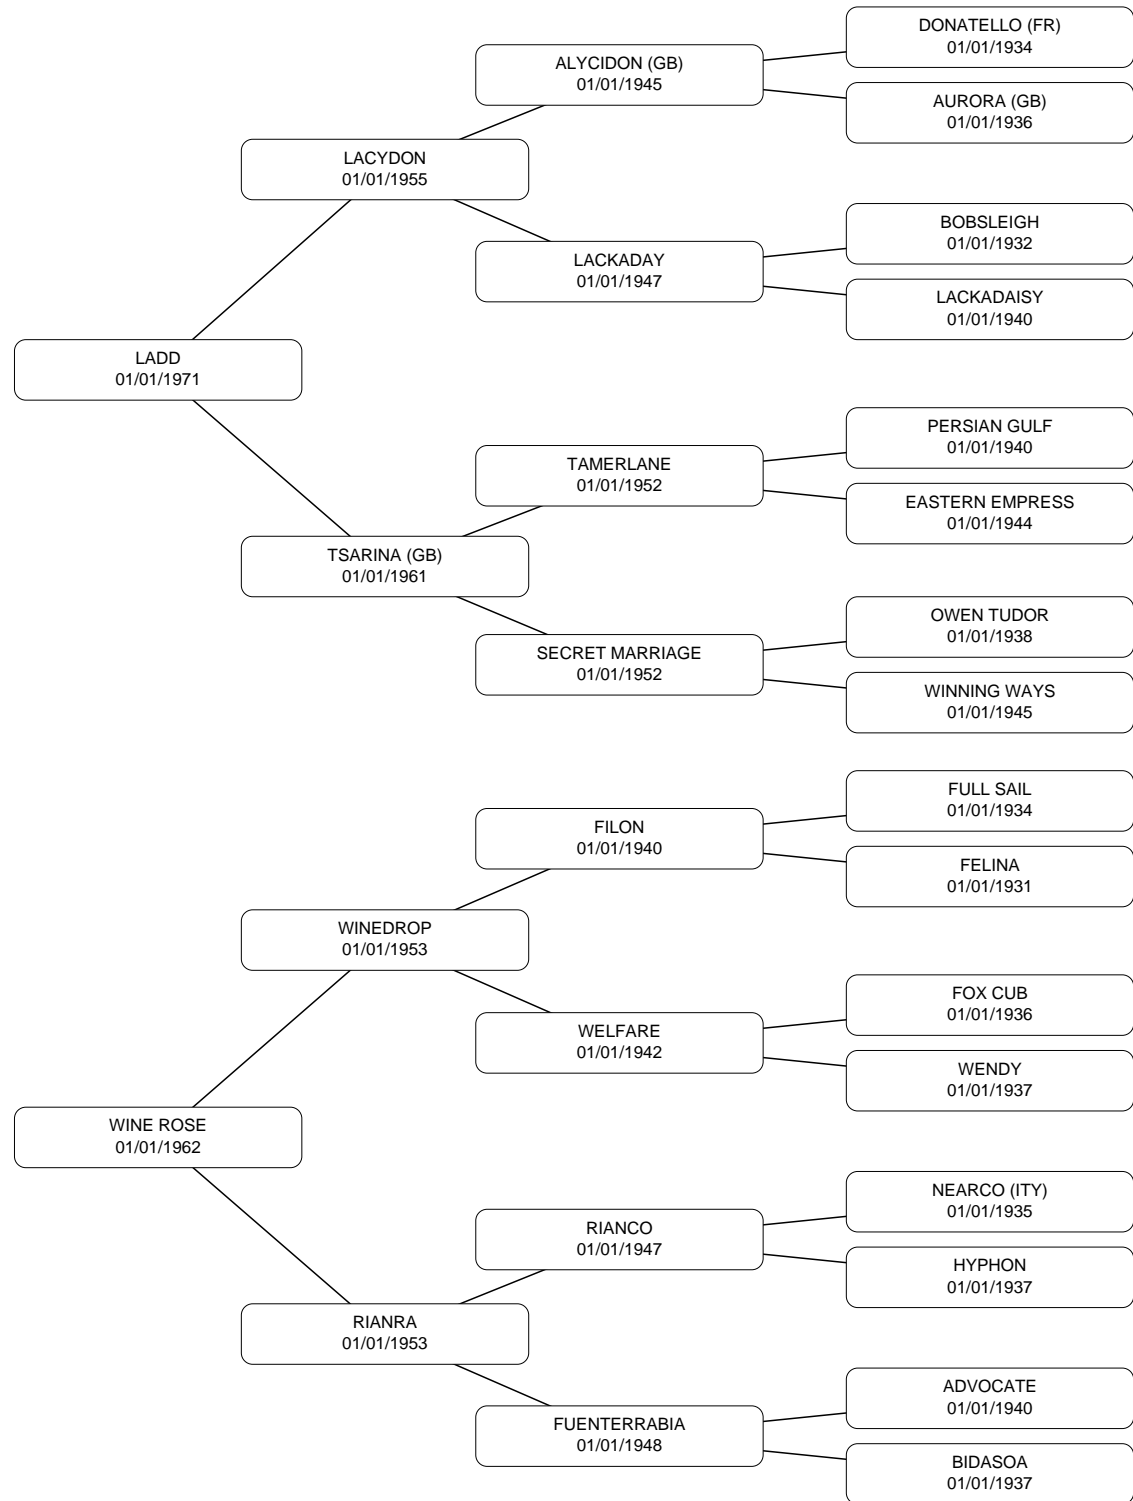 DONATELLO (FR)
01/01/1934
ALYCIDON (GB)
01/01/1945
AURORA (GB)
01/01/1936
LACYDON
01/01/1955
BOBSLEIGH
01/01/1932
LACKADAY
01/01/1947
LACKADAISY
01/01/1940
LADD
01/01/1971
PERSIAN GULF
01/01/1940
TAMERLANE
01/01/1952
EASTERN EMPRESS
01/01/1944
TSARINA (GB)
01/01/1961
OWEN TUDOR
01/01/1938
SECRET MARRIAGE
01/01/1952
WINNING WAYS
01/01/1945
FULL SAIL
01/01/1934
FILON
01/01/1940
FELINA
01/01/1931
WINEDROP
01/01/1953
FOX CUB
01/01/1936
WELFARE
01/01/1942
WENDY
01/01/1937
WINE ROSE
01/01/1962
NEARCO (ITY)
01/01/1935
RIANCO
01/01/1947
HYPHON
01/01/1937
RIANRA
01/01/1953
ADVOCATE
01/01/1940
FUENTERRABIA
01/01/1948
BIDASOA
01/01/1937